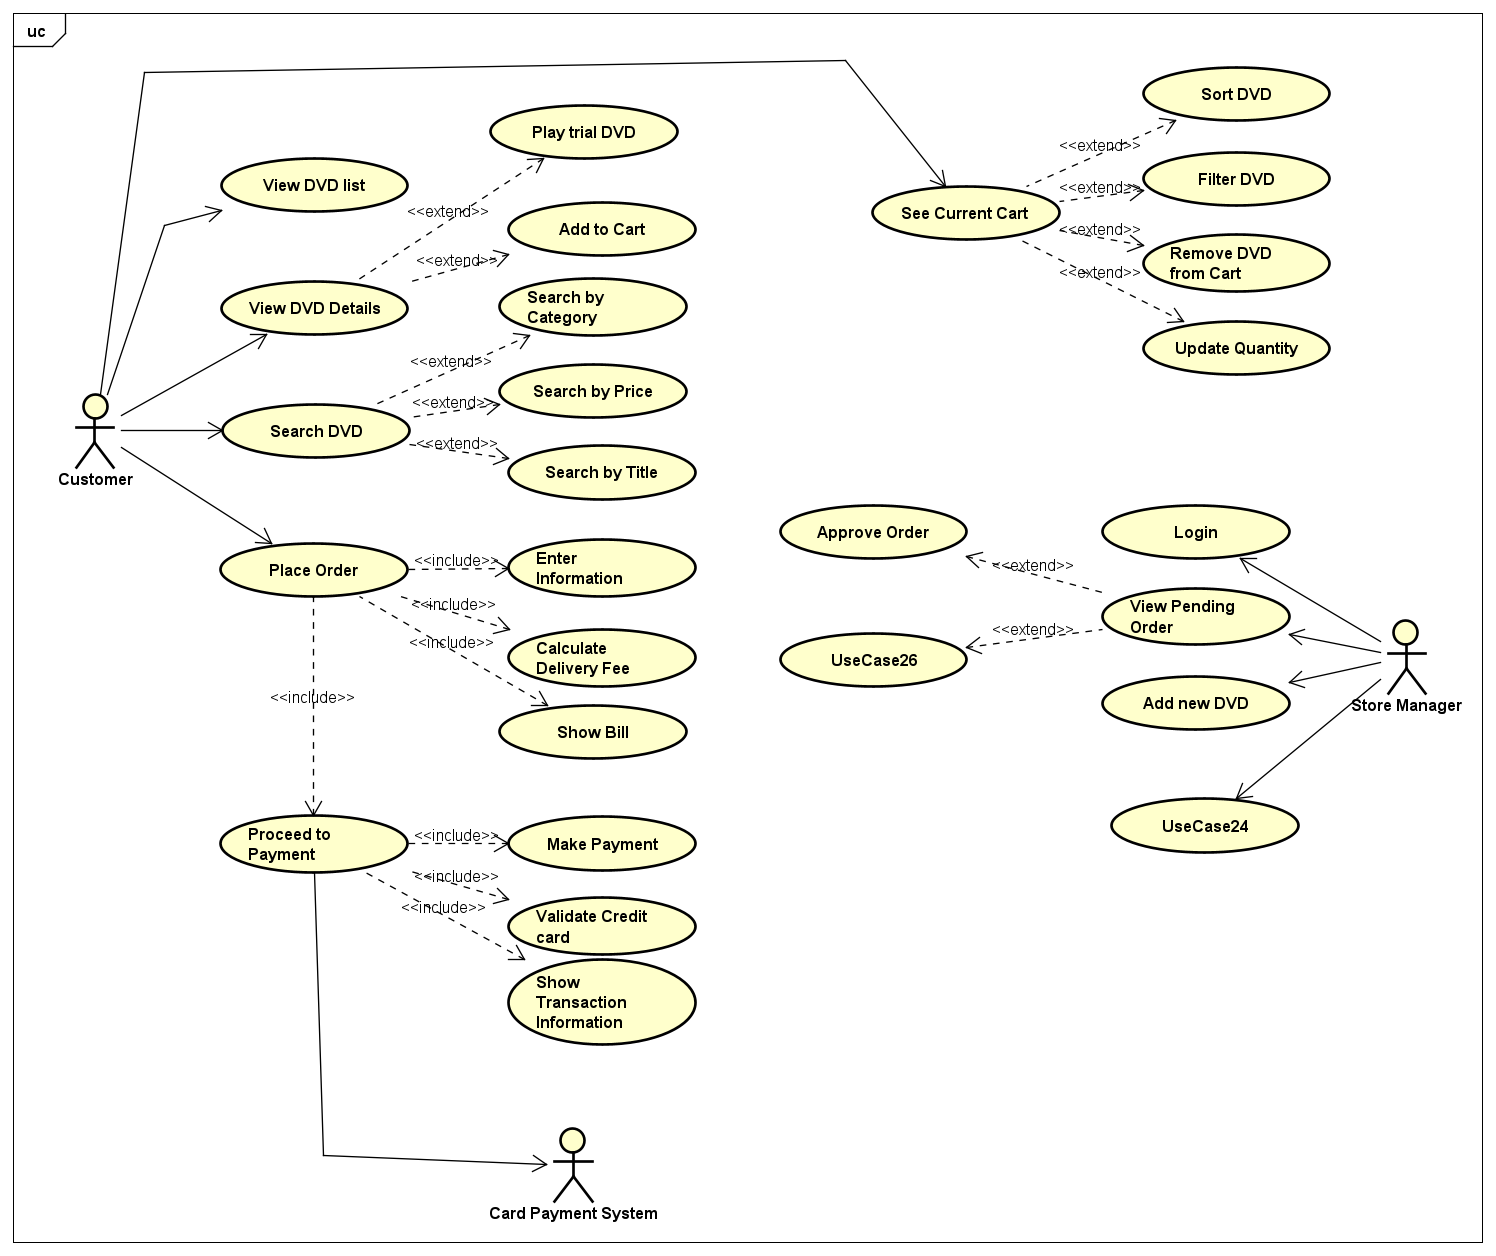 uc
Sort DVD
Play trial DVD
<<extend>>
View DVD list
Filter DVD
<<extend>>
<<extend>>
See Current Cart
Add to Cart
<<extend>>
Remove DVD
from Cart
<<extend>>
<<extend>>
View DVD Details
Search by
Category
Update Quantity
<<extend>>
Search by Price
<<extend>>
Search DVD
<<extend>>
Search by Title
Customer
Approve Order
Login
Place Order
<<include>>
Enter
Information
<<extend>>
<<include>>
View Pending
Order
<<extend>>
<<include>>
Calculate
Delivery Fee
UseCase26
<<include>>
Add new DVD
Store Manager
Show Bill
UseCase24
Proceed to
Payment
<<include>>
Make Payment
<<include>>
<<include>>
Validate Credit
card
Show
Transaction
Information
Card Payment System